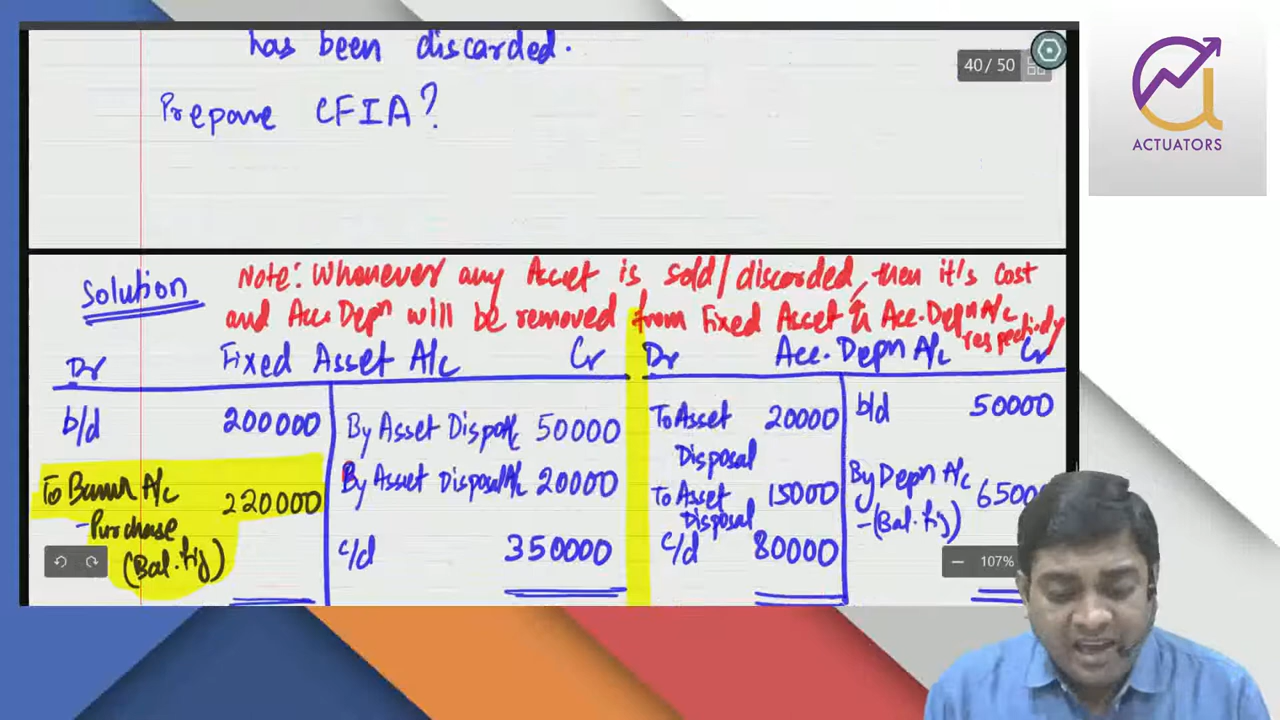 has been discarded.
Prepare CFIA?
40 / 50
ACTUATORS
Solution
Note: Whenever any Asset is sold/discarded, then it's cost
and Acc. Depn will be removed from Fixed Asset & Acc. Depn A/c
respectively
Dr Fixed Asset A/c Cr
b/d 200000
To Bank A/c 220000
- Purchase
(Bal. fig)
By Asset Disposal A/c 50000
By Asset Disposal A/c 20000
c/d 350000
Dr Acc. Depn A/c Cr
To Asset 20000
Disposal
To Asset 15000
Disposal
c/d 80000
b/d 50000
By Depn A/c 65000
- (Bal. fig)
107%